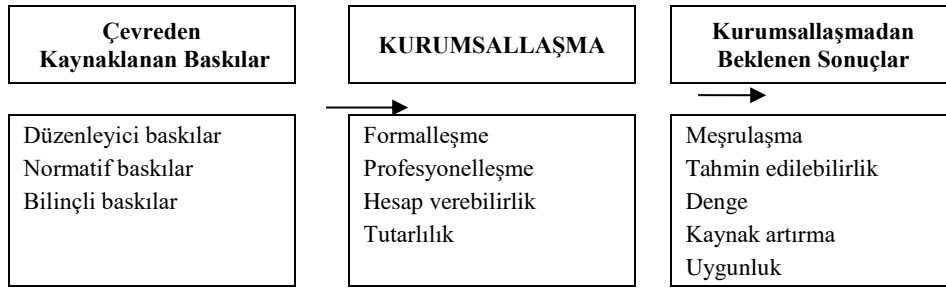 Çevreden
Kaynaklanan Baskılar
KURUMSALLAŞMA
Kurumsallaşmadan
Beklenen Sonuçlar
Düzenleyici baskılar
Normatif baskılar
Bilinçli baskılar
Formalleşme
Profesyonelleşme
Hesap verebilirlik
Tutarlılık
Meşrulaşma
Tahmin edilebilirlik
Denge
Kaynak artırma
Uygunluk